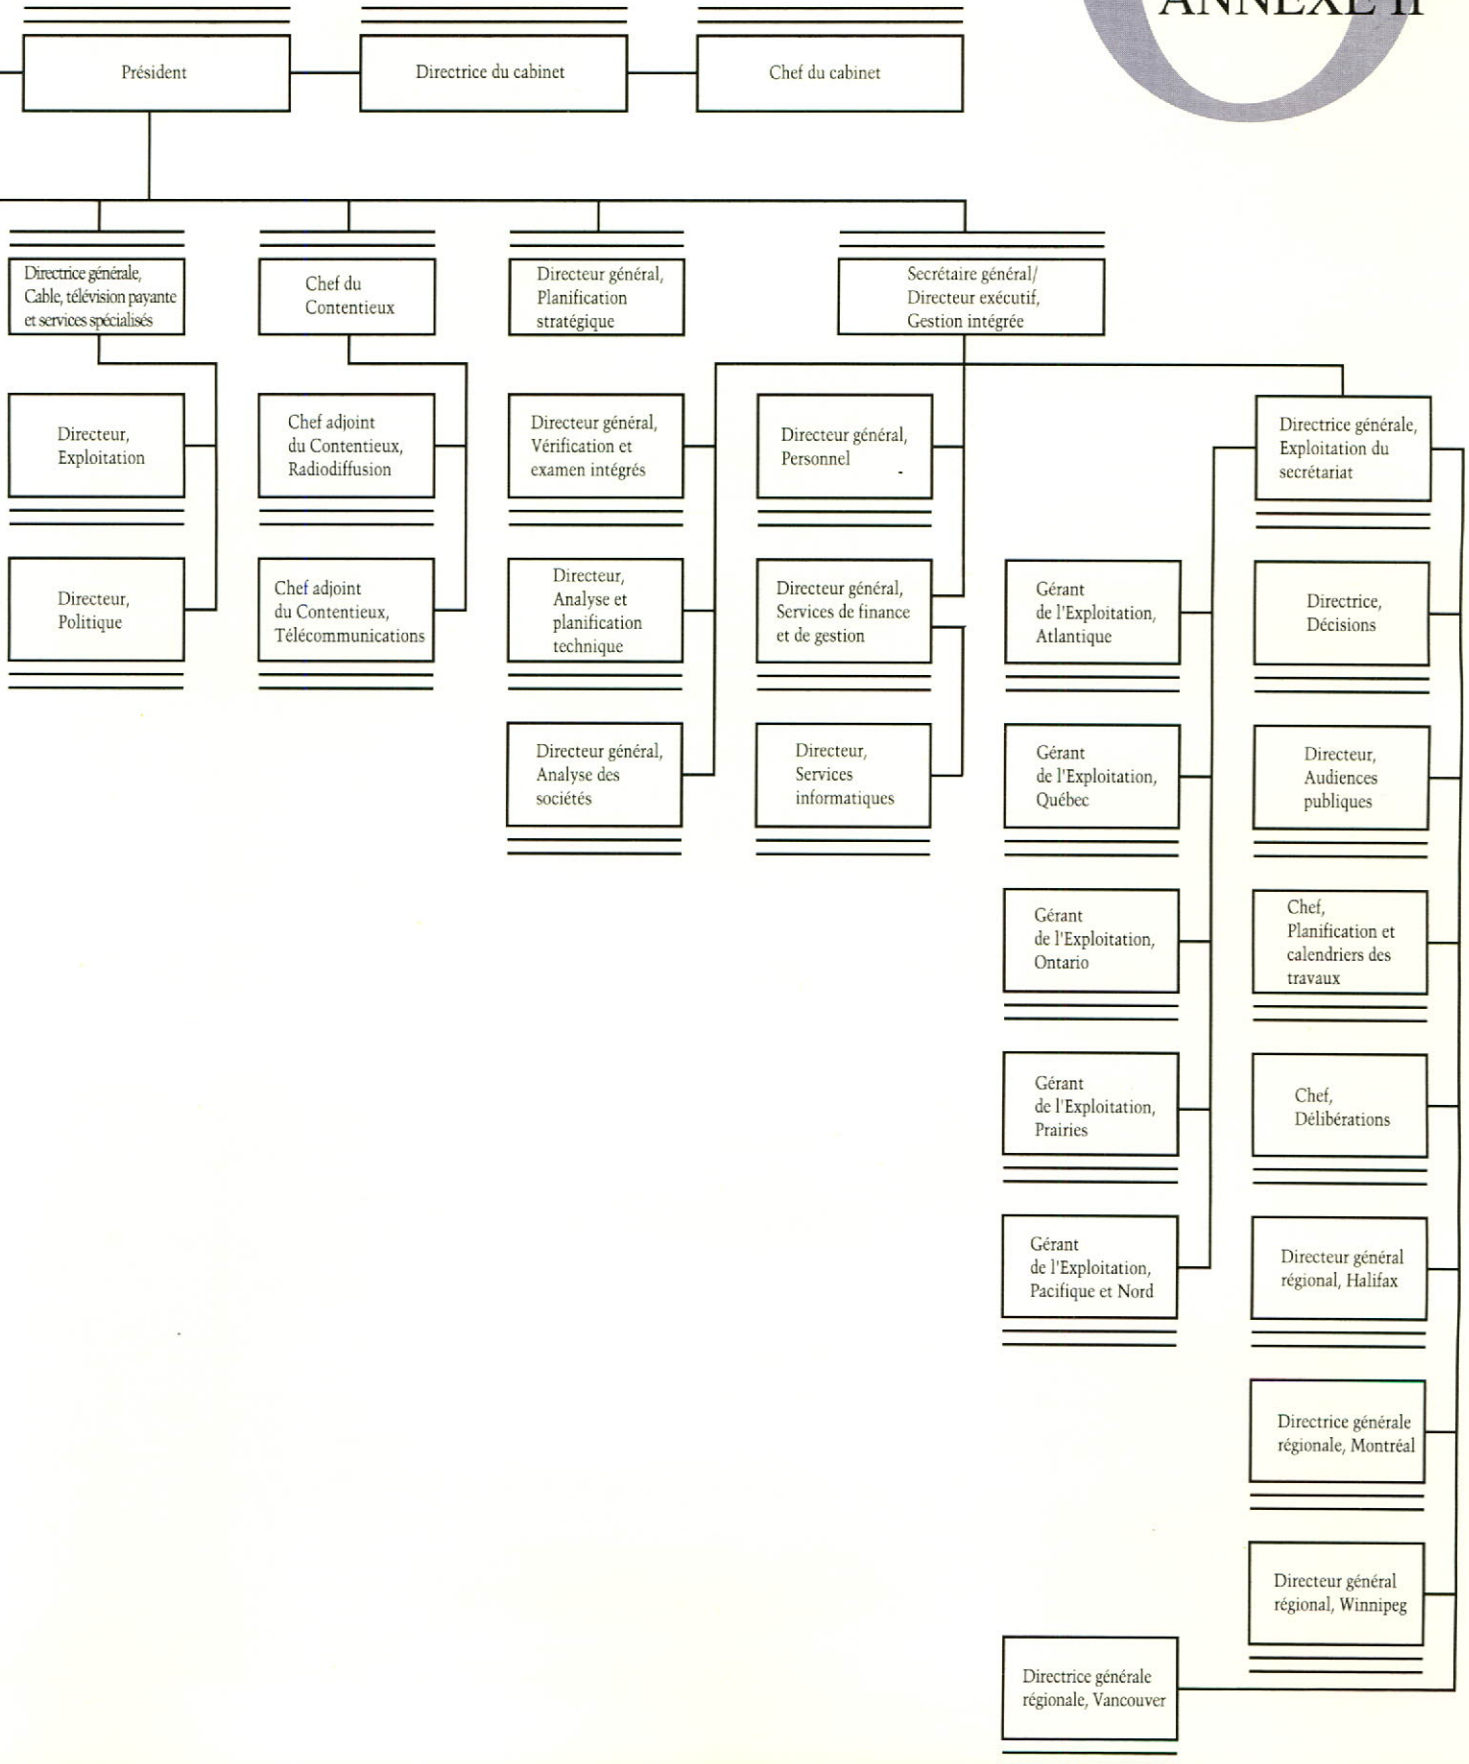 ANNEXE II
Président
Directrice du cabinet
Chef du cabinet
Directrice générale,
Cable, télévision payante
et services spécialisés
Chef du
Contentieux
Directeur général,
Planification
stratégique
Secrétaire général/
Directeur exécutif,
Gestion intégrée
Directeur,
Exploitation
Chef adjoint
du Contentieux,
Radiodiffusion
Directeur général,
Vérification et
examen intégrés
Directeur général,
Personnel
Directrice générale,
Exploitation du
secrétariat
Directeur,
Politique
Chef adjoint
du Contentieux,
Télécommunications
Directeur,
Analyse et
planification
technique
Directeur général,
Services de finance
et de gestion
Gérant
de l'Exploitation,
Atlantique
Directrice,
Décisions
Directeur général,
Analyse des
sociétés
Directeur,
Services
informatiques
Gérant
de l'Exploitation,
Québec
Directeur,
Audiences
publiques
Gérant
de l'Exploitation,
Ontario
Chef,
Planification et
calendriers des
travaux
Gérant
de l'Exploitation,
Prairies
Chef,
Délibérations
Gérant
de l'Exploitation,
Pacifique et Nord
Directeur général
régional, Halifax
Directrice générale
régionale, Montréal
Directeur général
régional, Winnipeg
Directrice générale
régionale, Vancouver